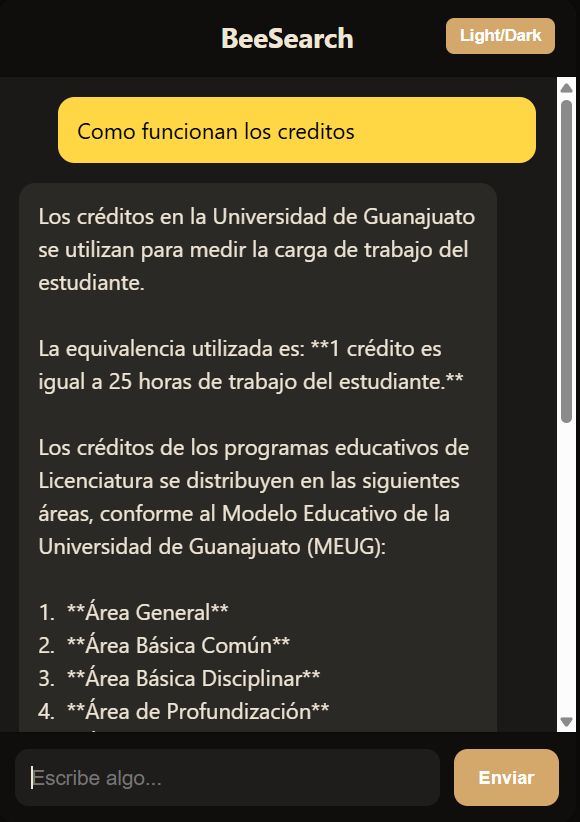 BeeSearch
Light/Dark
Como funcionan los creditos
Los créditos en la Universidad de Guanajuato
se utilizan para medir la carga de trabajo del
estudiante.
La equivalencia utilizada es: **1 crédito es
igual a 25 horas de trabajo del estudiante.**
Los créditos de los programas educativos de
Licenciatura se distribuyen en las siguientes
áreas, conforme al Modelo Educativo de la
Universidad de Guanajuato (MEUG):
1. **Área General**
2. **Área Básica Común**
3. **Área Básica Disciplinar**
4. **Área de Profundización**
Escribe algo...
Enviar